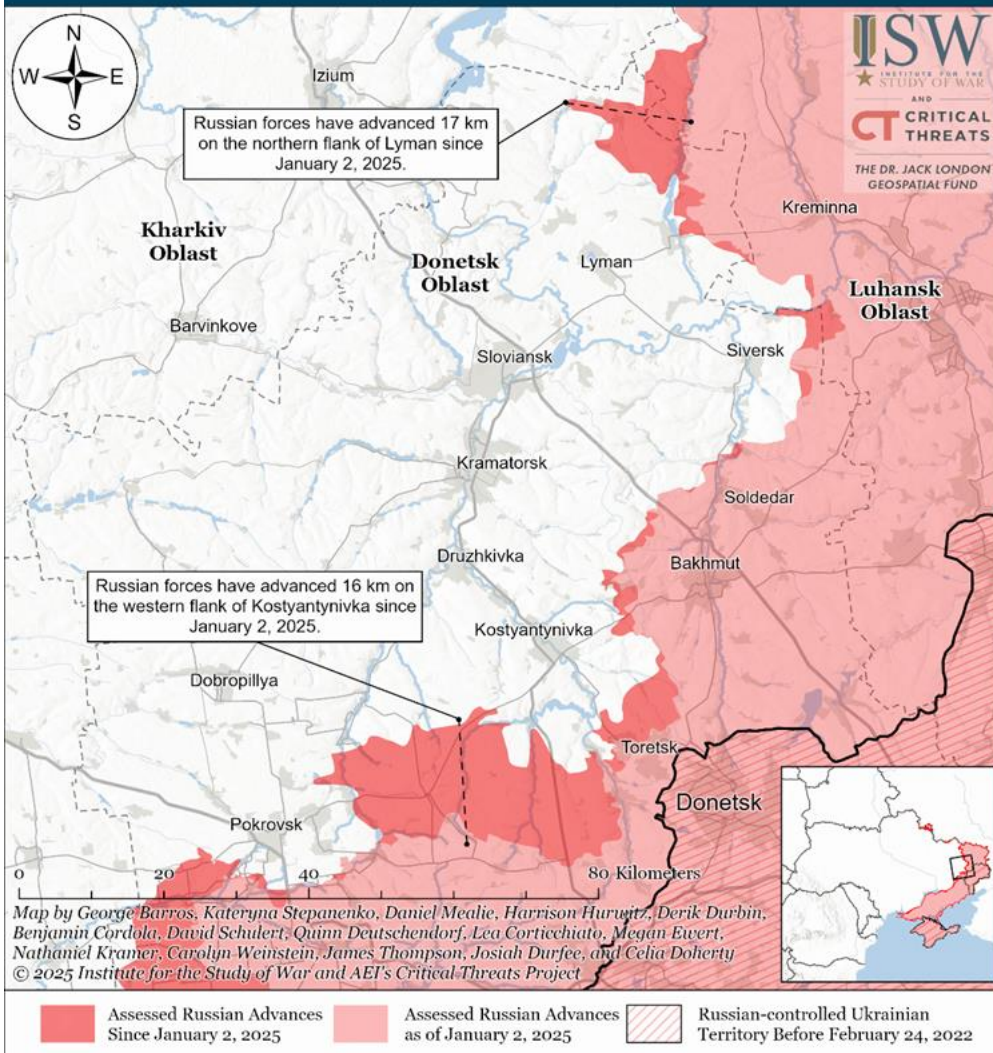 N
W E
S
ISW
INSTITUTE FOR THE
STUDY OF WAR
AND
CT CRITICAL
THREATS
THE DR. JACK LONDON
GEOSPATIAL FUND
Izium
Russian forces have advanced 17 km
on the northern flank of Lyman since
January 2, 2025.
Kreminna
Kharkiv
Oblast
Donetsk
Oblast
Lyman
Luhansk
Oblast
Barvinkove
Sloviansk
Siversk
Kramatorsk
Soldedar
Druzhkivka
Bakhmut
Russian forces have advanced 16 km on
the western flank of Kostyantynivka since
January 2, 2025.
Kostyantynivka
Dobropillya
Toretsk
Donetsk
Pokrovsk
0 20 40 80 Kilometers
Map by George Barros, Kateryna Stepanenko, Daniel Mealie, Harrison Hurwitz, Derik Durbin,
Benjamin Cordola, David Schulert, Quinn Deutschendorf, Lea Corticchiato, Megan Ewert,
Nathaniel Kramer, Carolyn Weinstein, James Thompson, Josiah Durfee, and Celia Doherty
© 2025 Institute for the Study of War and AEI's Critical Threats Project
Assessed Russian Advances
Since January 2, 2025
Assessed Russian Advances
as of January 2, 2025
Russian-controlled Ukrainian
Territory Before February 24, 2022